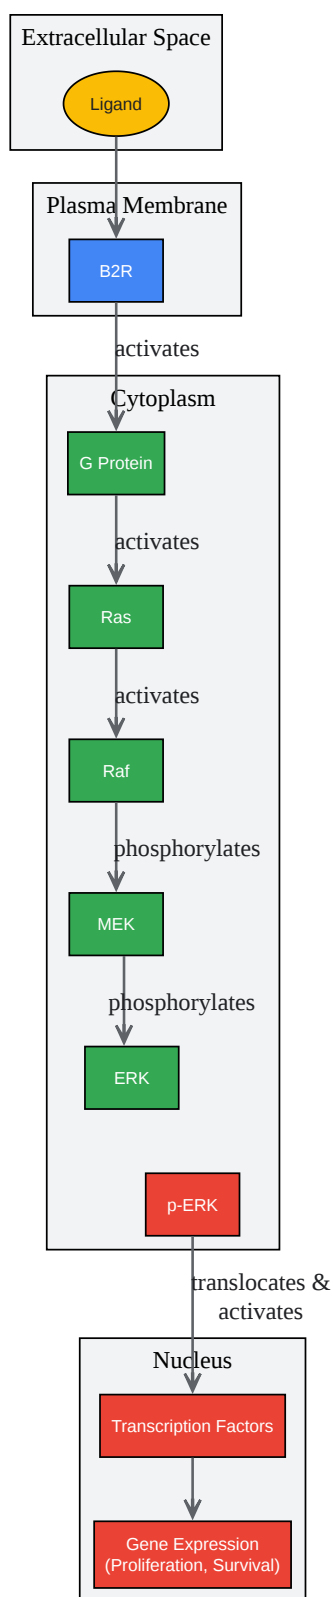 Extracellular Space
Ligand
Plasma Membrane
B2R
activates
Cytoplasm
G Protein
activates
Ras
activates
Raf
phosphorylates
MEK
phosphorylates
ERK
p-ERK
translocates &
activates
Nucleus
Transcription Factors
Gene Expression
(Proliferation, Survival)